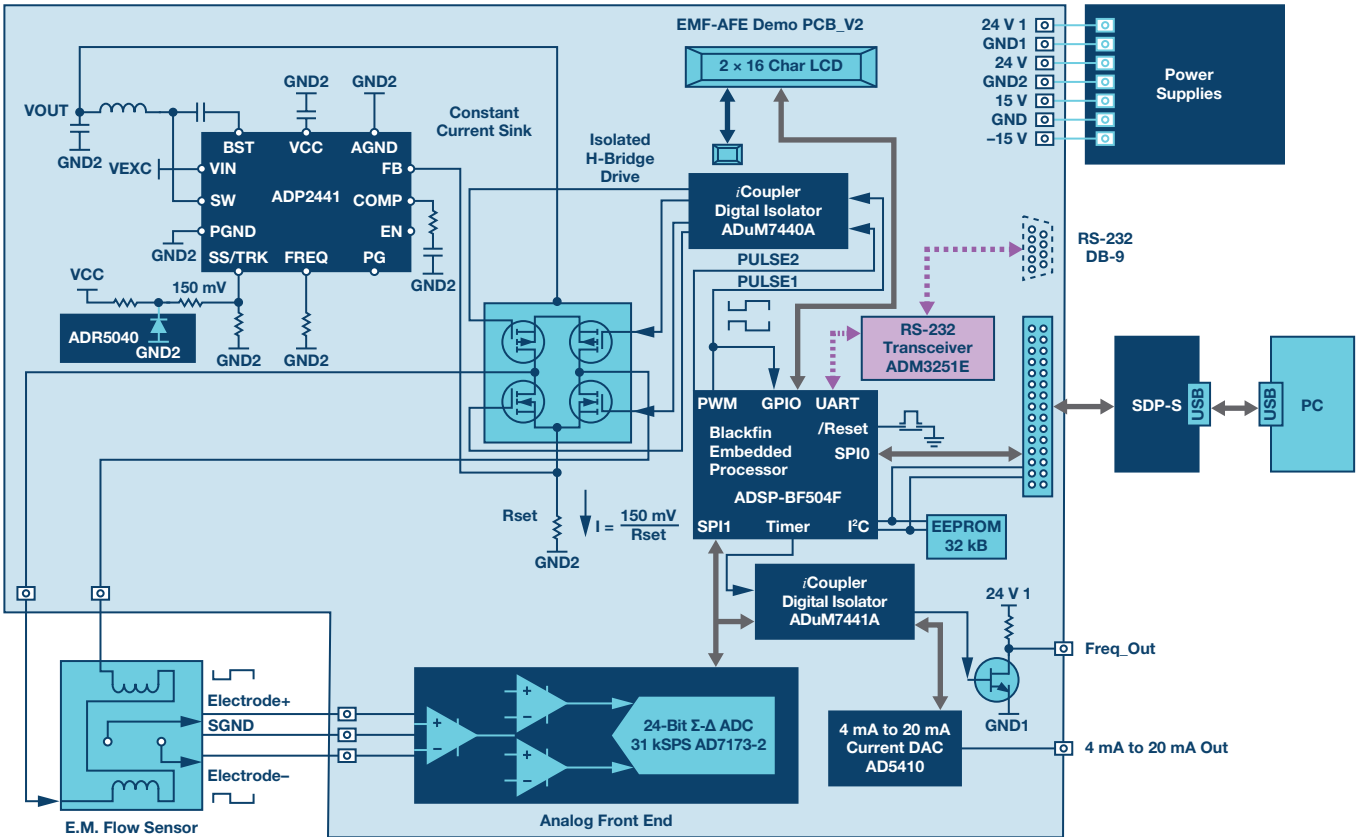 EMF-AFE Demo PCB_V2
2 × 16 Char LCD
24 V 1
GND1
24 V
GND2
15 V
GND
–15 V
Power
Supplies
VOUT
GND2
GND2
GND2
BST
VCC
AGND
VEXC
VIN
FB
ADP2441
SW
COMP
PGND
EN
SS/TRK
FREQ
PG
GND2
GND2
VCC
150 mV
ADR5040
GND2
GND2
GND2
Constant
Current Sink
Isolated
H-Bridge
Drive
iCoupler
Digtal Isolator
ADuM7440A
PULSE2
PULSE1
RS-232
DB-9
RS-232
Transceiver
ADM3251E
PWM
GPIO
UART
/Reset
Blackfin
Embedded
Processor
SPI0
ADSP-BF504F
SPI1
Timer
I²C
EEPROM
32 kB
SDP-S
USB
USB
PC
Rset
I = 150 mV
Rset
GND2
iCoupler
Digital Isolator
ADuM7441A
24 V 1
Freq_Out
GND1
4 mA to 20 mA
Current DAC
AD5410
4 mA to 20 mA Out
Electrode+
SGND
Electrode–
E.M. Flow Sensor
+
–
+
–
+
–
24-Bit Σ-Δ ADC
31 kSPS AD7173-2
Analog Front End